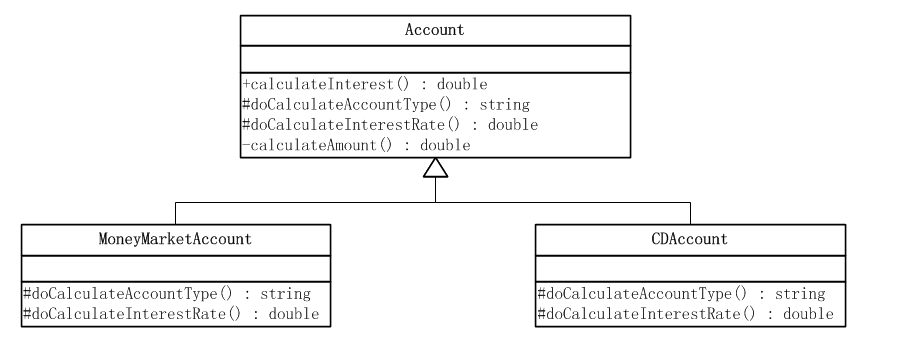 Account
+calculateInterest() : double
#doCalculateAccountType() : string
#doCalculateInterestRate() : double
-calculateAmount() : double
MoneyMarketAccount
#doCalculateAccountType() : string
#doCalculateInterestRate() : double
CDAccount
#doCalculateAccountType() : string
#doCalculateInterestRate() : double